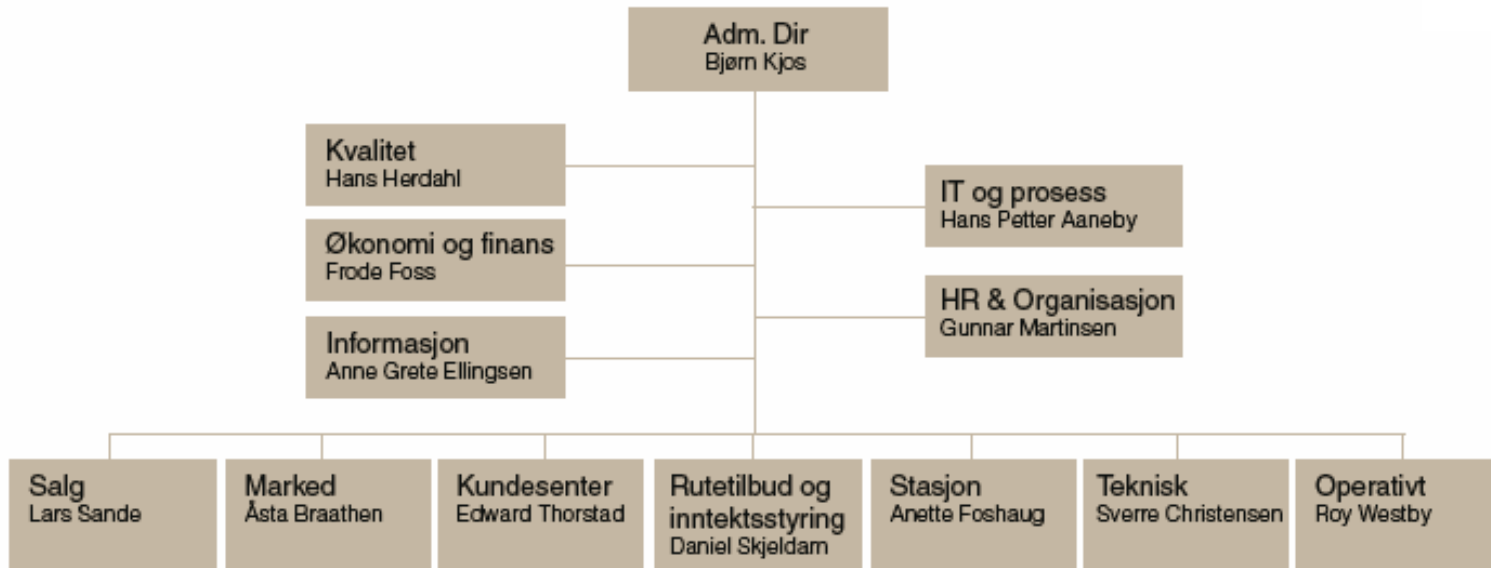 Adm. Dir
Bjørn Kjos
Kvalitet
Hans Herdahl
IT og prosess
Hans Petter Aaneby
Økonomi og finans
Frode Foss
HR & Organisasjon
Gunnar Martinsen
Informasjon
Anne Grete Ellingsen
Salg
Lars Sande
Marked
Åsta Braathen
Kundesenter
Edward Thorstad
Rutetilbud og
inntektsstyring
Daniel Skjeldam
Stasjon
Anette Foshaug
Teknisk
Sverre Christensen
Operativt
Roy Westby